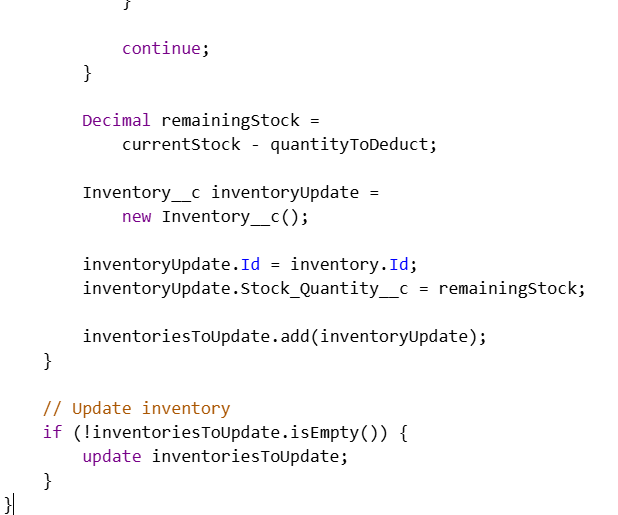 }
continue;
}
Decimal remainingStock =
currentStock - quantityToDeduct;
Inventory__c inventoryUpdate =
new Inventory__c();
inventoryUpdate.Id = inventory.Id;
inventoryUpdate.Stock_Quantity__c = remainingStock;
inventoriesToUpdate.add(inventoryUpdate);
}
// Update inventory
if (!inventoriesToUpdate.isEmpty()) {
update inventoriesToUpdate;
}
}